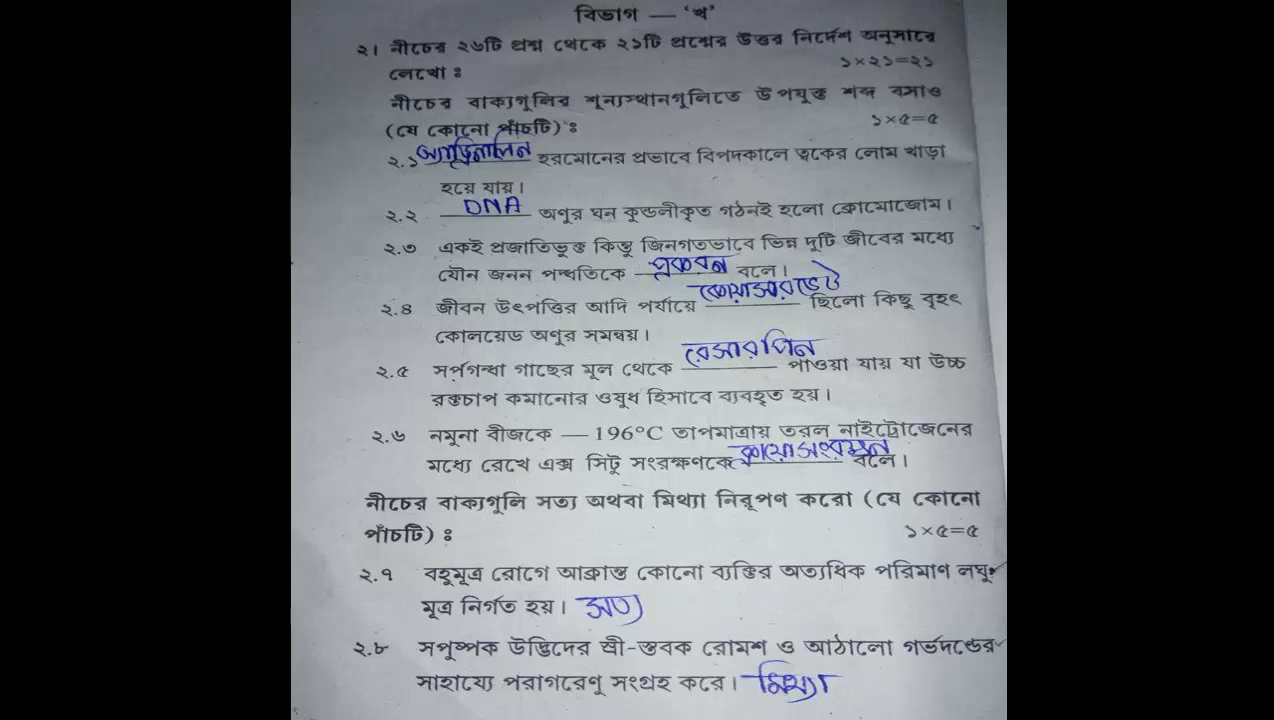 বিভাগ — 'খ'
২। নীচের ২৬টি প্রশ্ন থেকে ২১টি প্রশ্নের উত্তর নির্দেশ অনুসারে
লেখো ঃ ১×২১=২১
নীচের বাক্যগুলির শূন্যস্থানগুলিতে উপযুক্ত শব্দ বসাও
(যে কোনো পাঁচটি) ঃ ১×৫=৫
২.১ অ্যাড্রিনালিন হরমোনের প্রভাবে বিপদকালে ত্বকের লোম খাড়া
হয়ে যায়।
২.২ DNA অণুর ঘন কুন্ডলীকৃত গঠনই হলো ক্রোমোজোম।
২.৩ একই প্রজাতিভুক্ত কিন্তু জিনগতভাবে ভিন্ন দুটি জীবের মধ্যে
যৌন জনন পদ্ধতিকে বলে।
২.৪ জীবন উৎপত্তির আদি পর্যায়ে কোয়াসারভেট ছিলো কিছু বৃহৎ
কোলয়েড অণুর সমন্বয়।
২.৫ সর্পগন্ধা গাছের মূল থেকে রেসারপিন পাওয়া যায় যা উচ্চ
রক্তচাপ কমানোর ওষুধ হিসাবে ব্যবহৃত হয়।
২.৬ নমুনা বীজকে — 196°C তাপমাত্রায় তরল নাইট্রোজেনের
মধ্যে রেখে এক্স সিটু সংরক্ষণকে ক্রায়োসংরক্ষণ বলে।
নীচের বাক্যগুলি সত্য অথবা মিথ্যা নিরূপণ করো (যে কোনো
পাঁচটি) ঃ ১×৫=৫
২.৭ বহুমূত্র রোগে আক্রান্ত কোনো ব্যক্তির অত্যধিক পরিমাণ লঘু
মূত্র নির্গত হয়। সত্য
২.৮ সপুষ্পক উদ্ভিদের স্ত্রী-স্তবক রোমশ ও আঠালো গর্ভদন্ডের
সাহায্যে পরাগরেণু সংগ্রহ করে। মিথ্যা